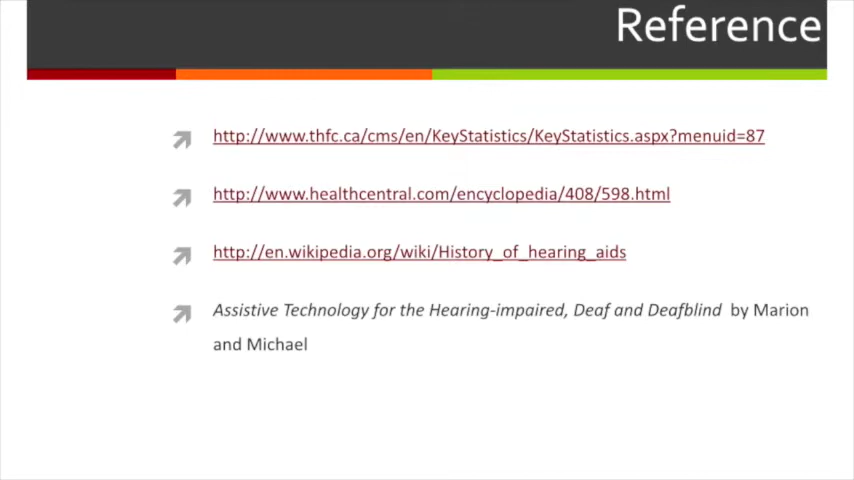 Reference
http://www.thfc.ca/cms/en/KeyStatistics/KeyStatistics.aspx?menuid=87
http://www.healthcentral.com/encyclopedia/408/598.html
http://en.wikipedia.org/wiki/History_of_hearing_aids
Assistive Technology for the Hearing-impaired, Deaf and Deafblind by Marion
and Michael